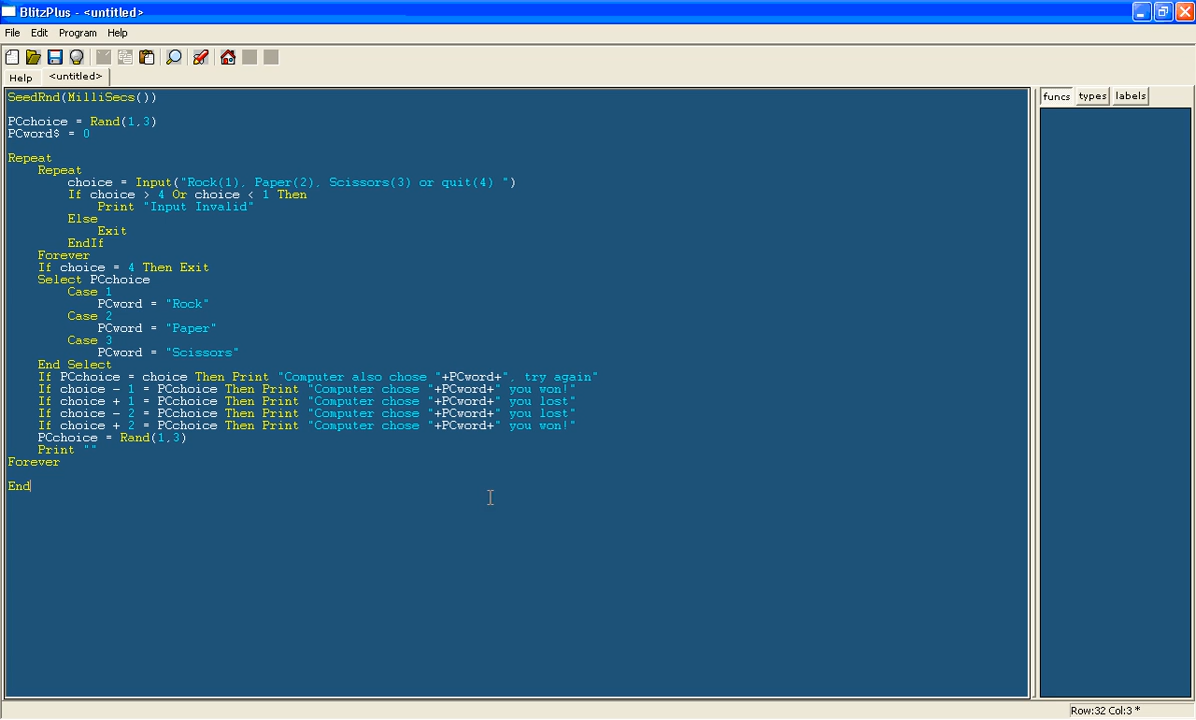 BlitzPlus - <untitled>
File Edit Program Help
Help <untitled>
funcs types labels
SeedRnd(MilliSecs())

PCchoice = Rand(1,3)
PCword$ = 0

Repeat
    Repeat
        choice = Input("Rock(1), Paper(2), Scissors(3) or quit(4) ")
        If choice > 4 Or choice < 1 Then
            Print "Input Invalid"
        Else
            Exit
        EndIf
    Forever
    If choice = 4 Then Exit
    Select PCchoice
        Case 1
            PCword = "Rock"
        Case 2
            PCword = "Paper"
        Case 3
            PCword = "Scissors"
    End Select
    If PCchoice = choice Then Print "Computer also chose "+PCword+", try again"
    If choice - 1 = PCchoice Then Print "Computer chose "+PCword+" you won!"
    If choice + 1 = PCchoice Then Print "Computer chose "+PCword+" you lost"
    If choice - 2 = PCchoice Then Print "Computer chose "+PCword+" you lost"
    If choice + 2 = PCchoice Then Print "Computer chose "+PCword+" you won!"
    PCchoice = Rand(1,3)
    Print ""
Forever

End
Row:32 Col:3 *